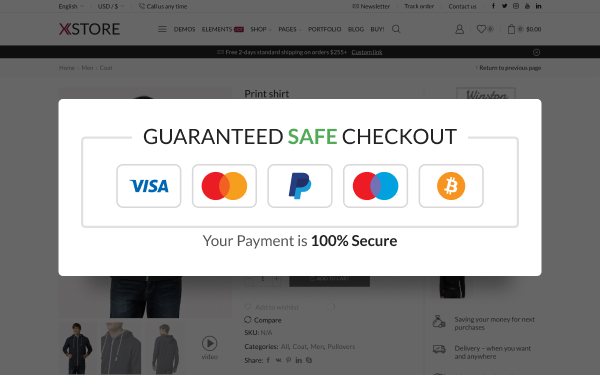 English
USD / $
Call us any time
Newsletter
Track order
Contact us
XSTORE
DEMOS ELEMENTS SHOP PAGES PORTFOLIO BLOG BUY!
0
0
$0.00
Free 2-days standard shipping on orders $255+ Custom link
Home Men Coat
Return to previous page
Print shirt
Winston
GUARANTEED SAFE CHECKOUT
VISA
Your Payment is 100% Secure
Add to wishlist
Compare
SKU: N/A
Categories: All, Coat, Men, Pullovers
Share:
video
Saving your money for next
purchases
Delivery – when you want
and anywhere